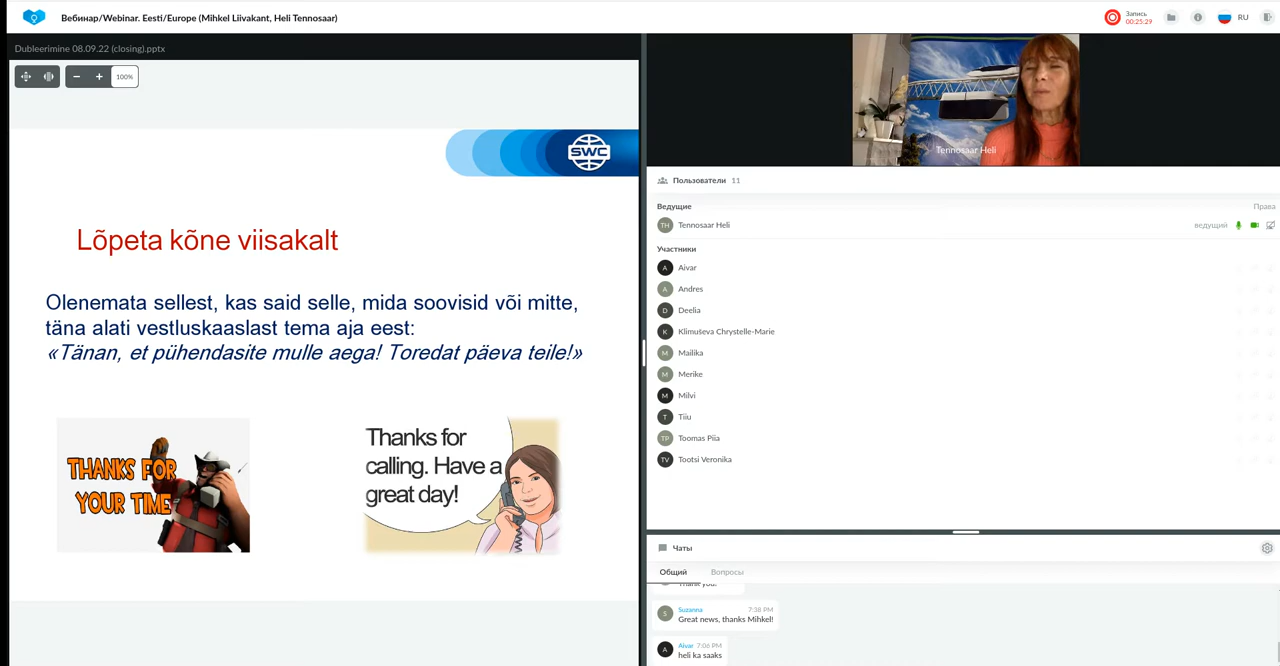 Вебинар/Webinar. Eesti/Europe (Mihkel Liivakant, Heli Tennosaar)
Запись
00:25:29
RU
Dubleerimine 08.09.22 (closing).pptx
100%
SWC
Lõpeta kõne viisakalt
Olenemata sellest, kas said selle, mida soovisid või mitte,
täna alati vestluskaaslast tema aja eest:
«Tänan, et pühendasite mulle aega! Toredat päeva teile!»
THANKS FOR
YOUR TIME
Thanks for
calling. Have a
great day!
Tennosaar Heli
Пользователи 11
Ведущие Права
TH Tennosaar Heli ведущий
Участники
A Aivar
A Andres
D Deelia
K Klimuševa Chrystelle-Marie
M Mailika
M Merike
M Milvi
T Tiiu
TP Toomas Piia
TV Tootsi Veronika
Чаты
Общий Вопросы
Thank you!
S Suzanna 7:38 PM
Great news, thanks Mihkel!
A Aivar 7:06 PM
heli ka saaks